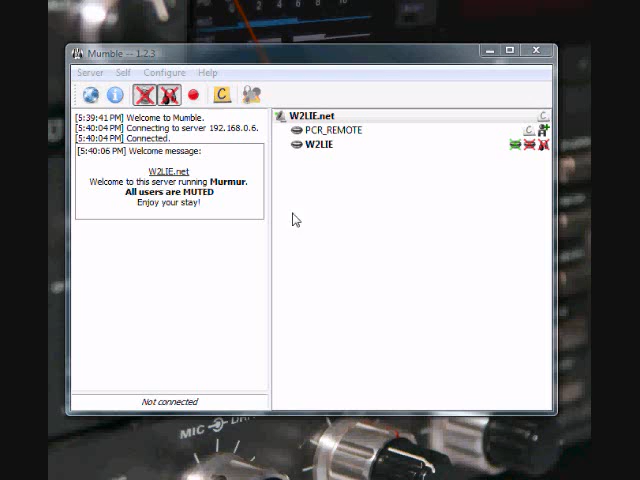 Mumble -- 1.2.3
Server Self Configure Help
[5:39:41 PM] Welcome to Mumble.
[5:40:04 PM] Connecting to server 192.168.0.6.
[5:40:04 PM] Connected.
[5:40:06 PM] Welcome message:
W2LIE.net
Welcome to this server running Murmur.
All users are MUTED
Enjoy your stay!
Not connected
W2LIE.net
PCR_REMOTE
W2LIE
MIC